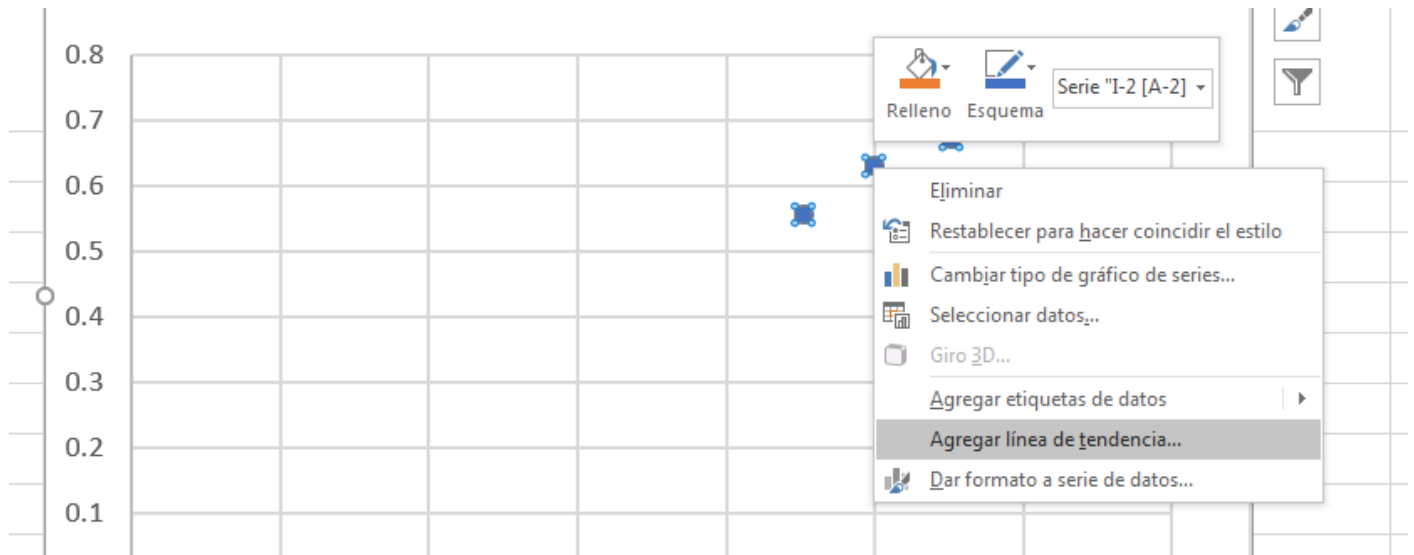 0.8
0.7
0.6
0.5
0.4
0.3
0.2
0.1
Relleno
Esquema
Serie "I-2 [A-2]
Eliminar
Restablecer para hacer coincidir el estilo
Cambiar tipo de gráfico de series...
Seleccionar datos...
Giro 3D...
Agregar etiquetas de datos
Agregar línea de tendencia...
Dar formato a serie de datos...